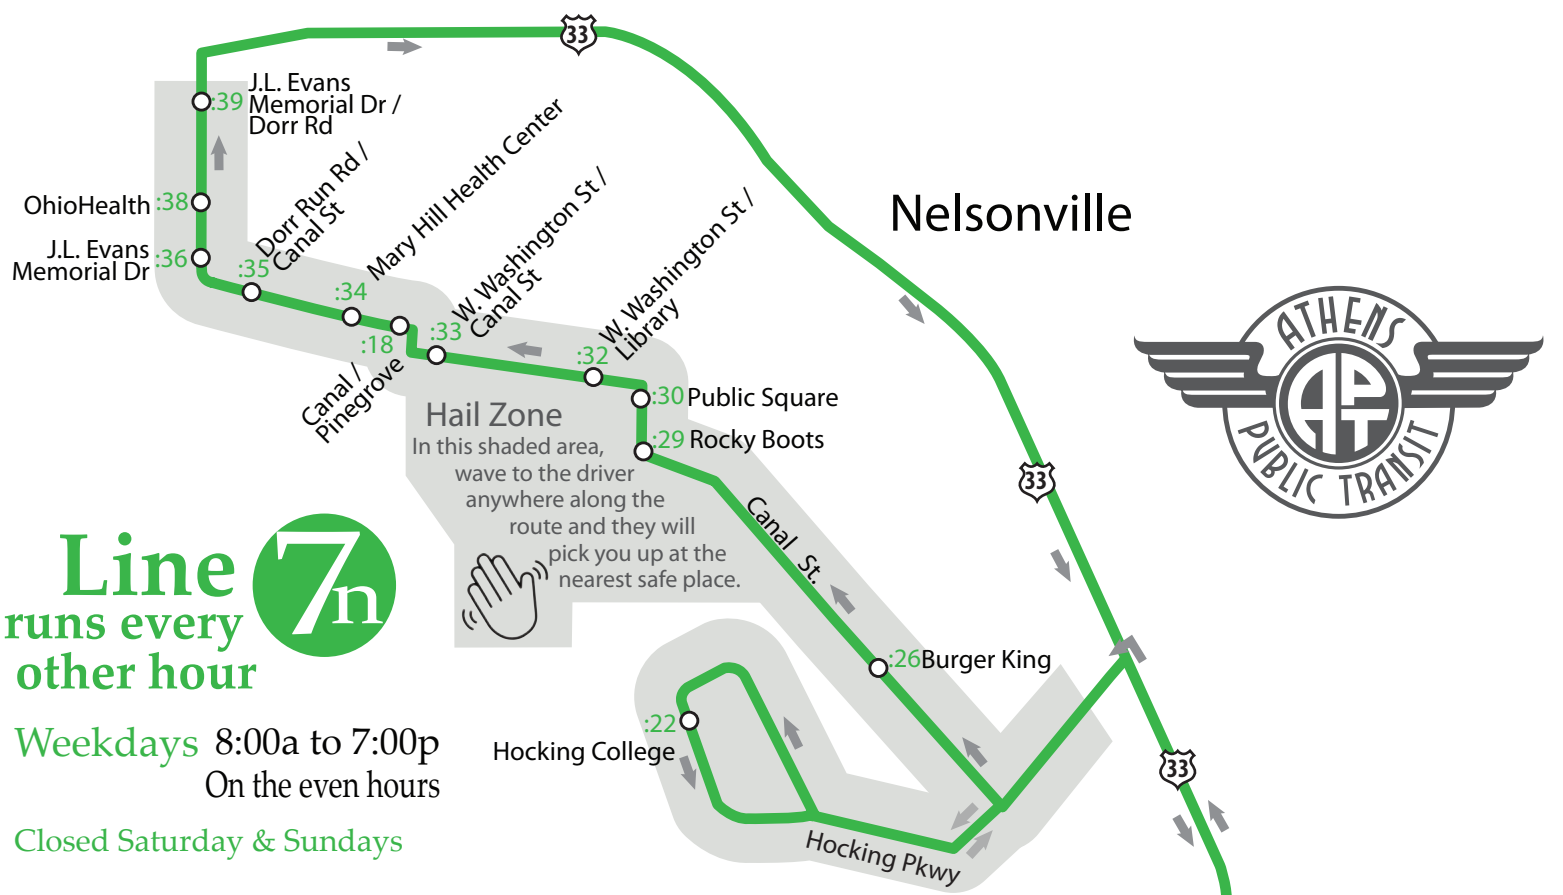 33
:39
J.L. Evans
Memorial Dr /
Dorr Rd
OhioHealth
:38
J.L. Evans
Memorial Dr
:36
:35
Dorr Run Rd /
Canal St
:34
Mary Hill Health Center
:18
Canal /
Pinegrove
:33
W. Washington St /
Canal St
:32
W. Washington St /
Library
:30 Public Square
:29 Rocky Boots
Nelsonville
ATHENS
APT
PUBLIC TRANSIT
33
Hail Zone
In this shaded area,
wave to the driver
anywhere along the
route and they will
pick you up at the
nearest safe place.
Canal St.
:26 Burger King
:22
Hocking College
Hocking Pkwy
33
Line 7n
runs every
other hour
Weekdays 8:00a to 7:00p
On the even hours
Closed Saturday & Sundays